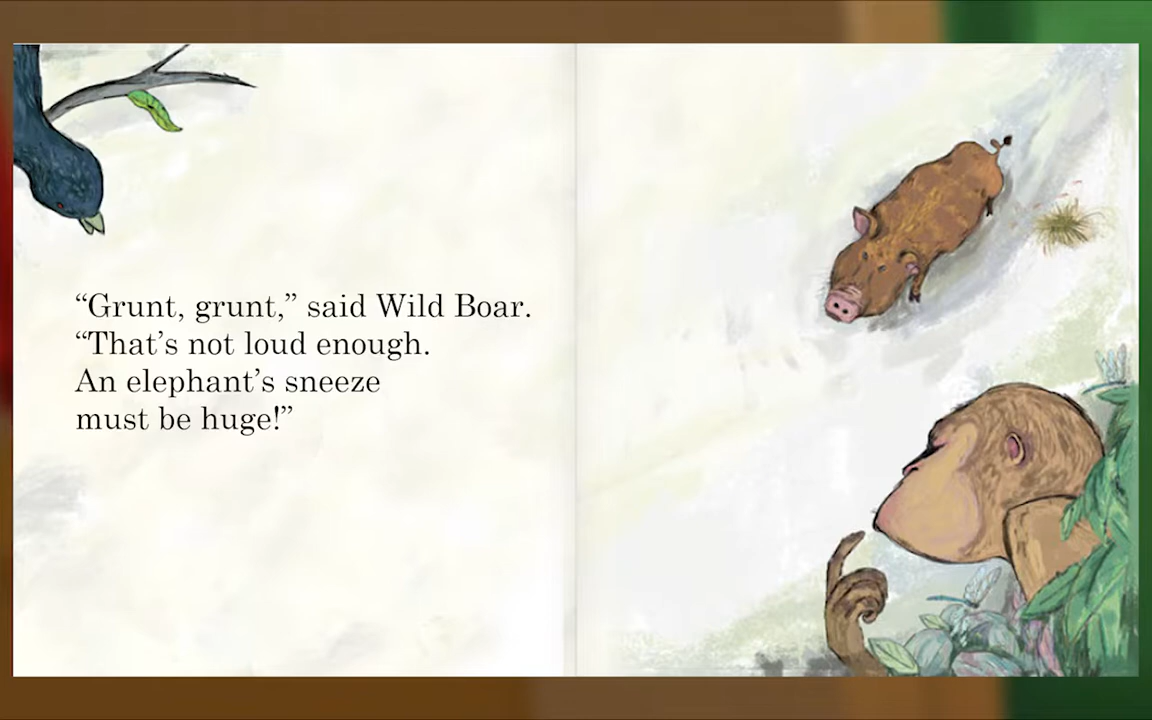 “Grunt, grunt,” said Wild Boar.
“That’s not loud enough.
An elephant’s sneeze
must be huge!”